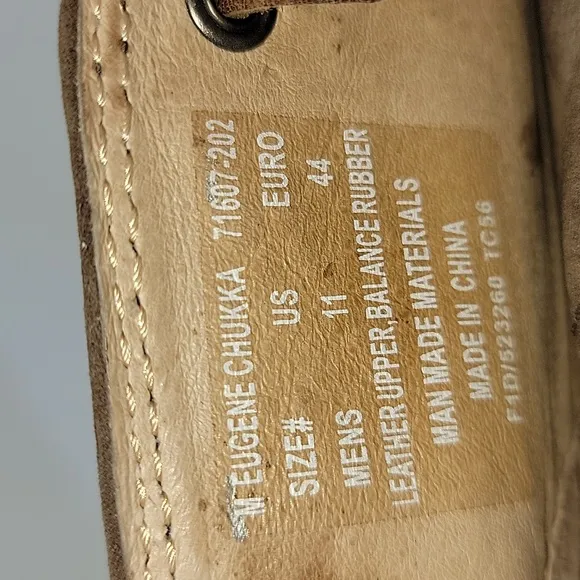 M EUGENE CHUKKA 71607-202
SIZE# US EURO
MENS 11 44
LEATHER UPPER,BALANCE RUBBER
MAN MADE MATERIALS
MADE IN CHINA
F1D/523260 TC56